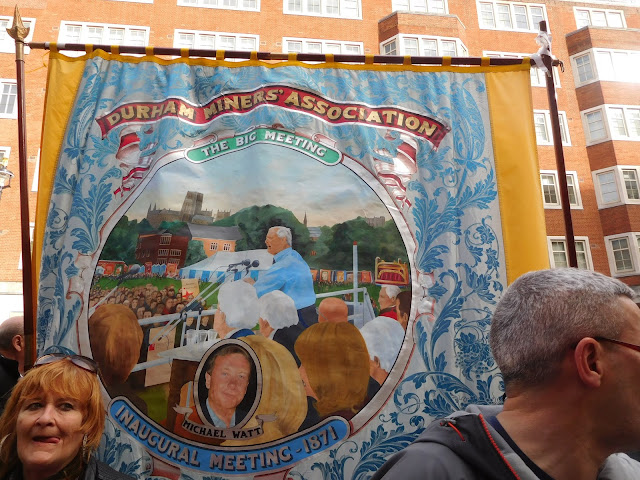 DURHAM MINERS' ASSOCIATION
THE BIG MEETING
MICHAEL WATT
INAUGURAL MEETING - 1871